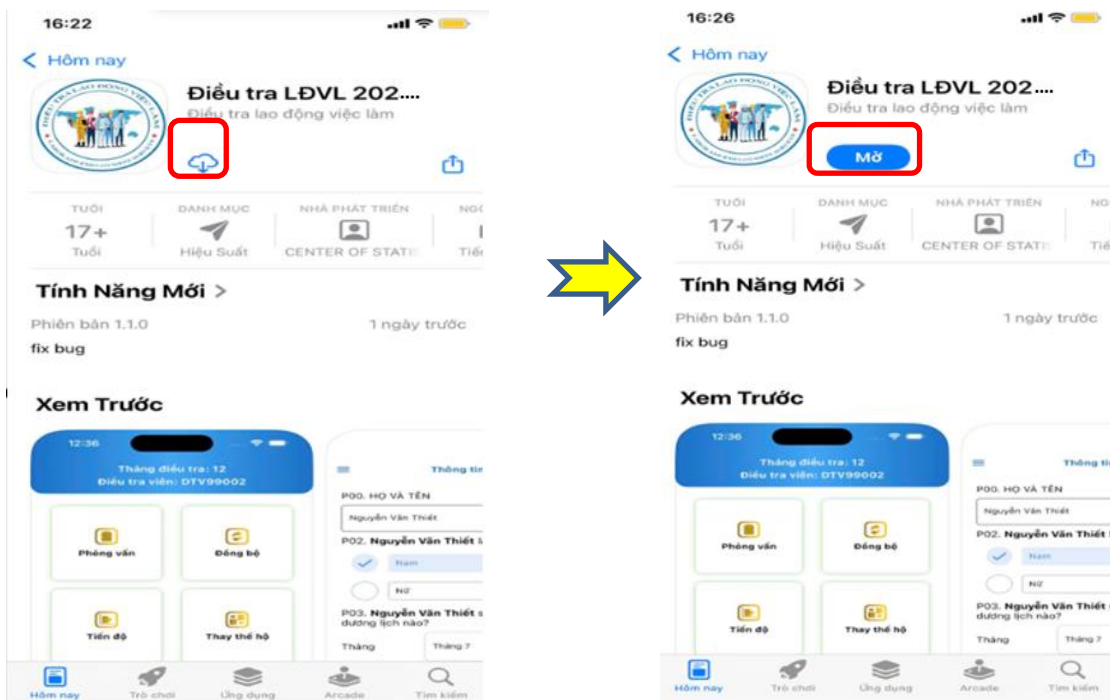 16:22
Hôm nay
Điều tra LĐVL 202....
Điều tra lao động việc làm
TUỔI
17+
Tuổi
DANH MỤC
Hiệu Suất
NHÀ PHÁT TRIỂN
CENTER OF STATI
Tính Năng Mới >
Phiên bản 1.1.0
1 ngày trước
fix bug
Xem Trước
12:36
Tháng điều tra: 12
Điều tra viên: DTV99002
Phỏng vấn
Đồng bộ
Tiến độ
Thay thế hộ
Thông tin
P00. HỌ VÀ TÊN
Nguyễn Văn Thiết
P02. Nguyễn Văn Thiết
Nam
Nữ
P03. Nguyễn Văn Thiết s
dương lịch nào?
Tháng
Tháng 7
Hôm nay
Trò chơi
Ứng dụng
Arcade
Tìm kiếm
16:26
Hôm nay
Điều tra LĐVL 202....
Điều tra lao động việc làm
Mở
TUỔI
17+
Tuổi
DANH MỤC
Hiệu Suất
NHÀ PHÁT TRIỂN
CENTER OF STATI
Tính Năng Mới >
Phiên bản 1.1.0
1 ngày trước
fix bug
Xem Trước
12:36
Tháng điều tra: 12
Điều tra viên: DTV99002
Phỏng vấn
Đồng bộ
Tiến độ
Thay thế hộ
Thông tin
P00. HỌ VÀ TÊN
Nguyễn Văn Thiết
P02. Nguyễn Văn Thiết
Nam
Nữ
P03. Nguyễn Văn Thiết
dương lịch nào?
Tháng
Tháng 7
Hôm nay
Trò chơi
Ứng dụng
Arcade
Tìm kiếm